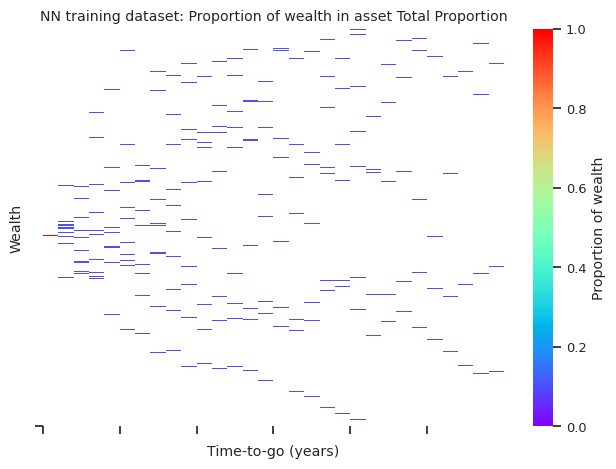 NN training dataset: Proportion of wealth in asset Total Proportion
Wealth
Time-to-go (years)
1.0
0.8
0.6
0.4
0.2
0.0
Proportion of wealth